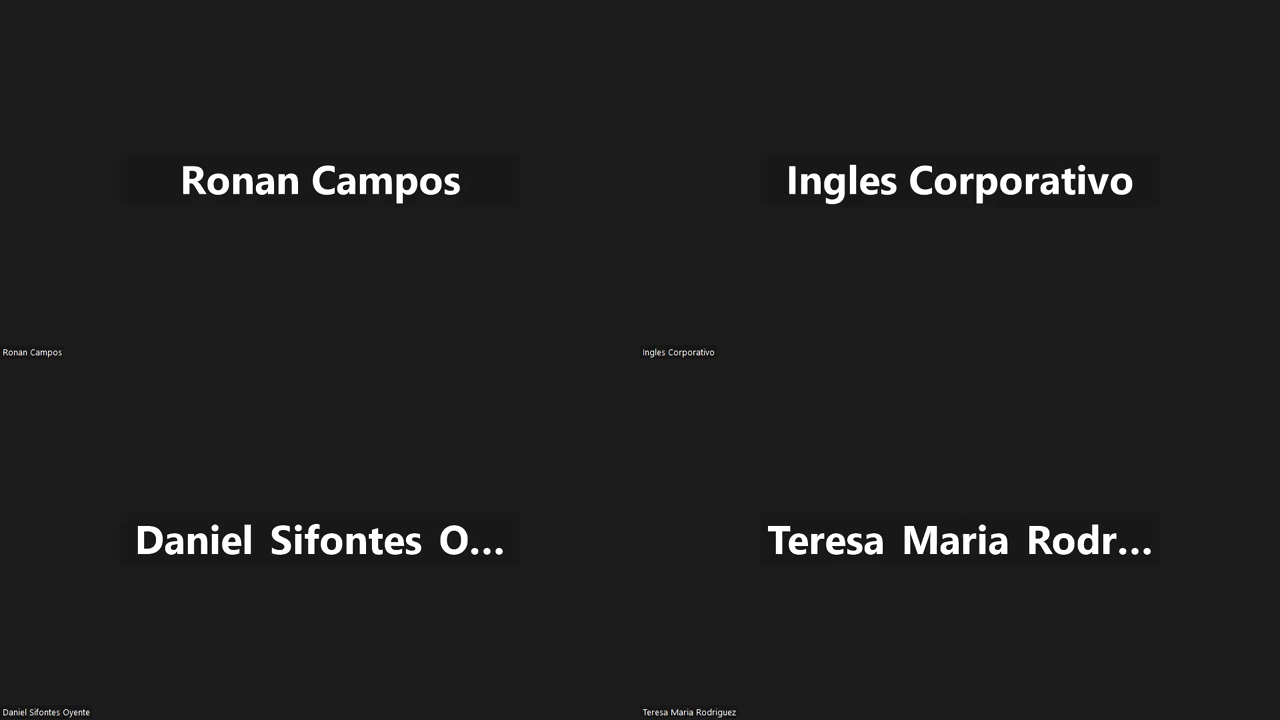 Ronan Campos
Ingles Corporativo
Ronan Campos
Ingles Corporativo
Daniel Sifontes O...
Teresa Maria Rodr...
Daniel Sifontes Oyente
Teresa Maria Rodriguez